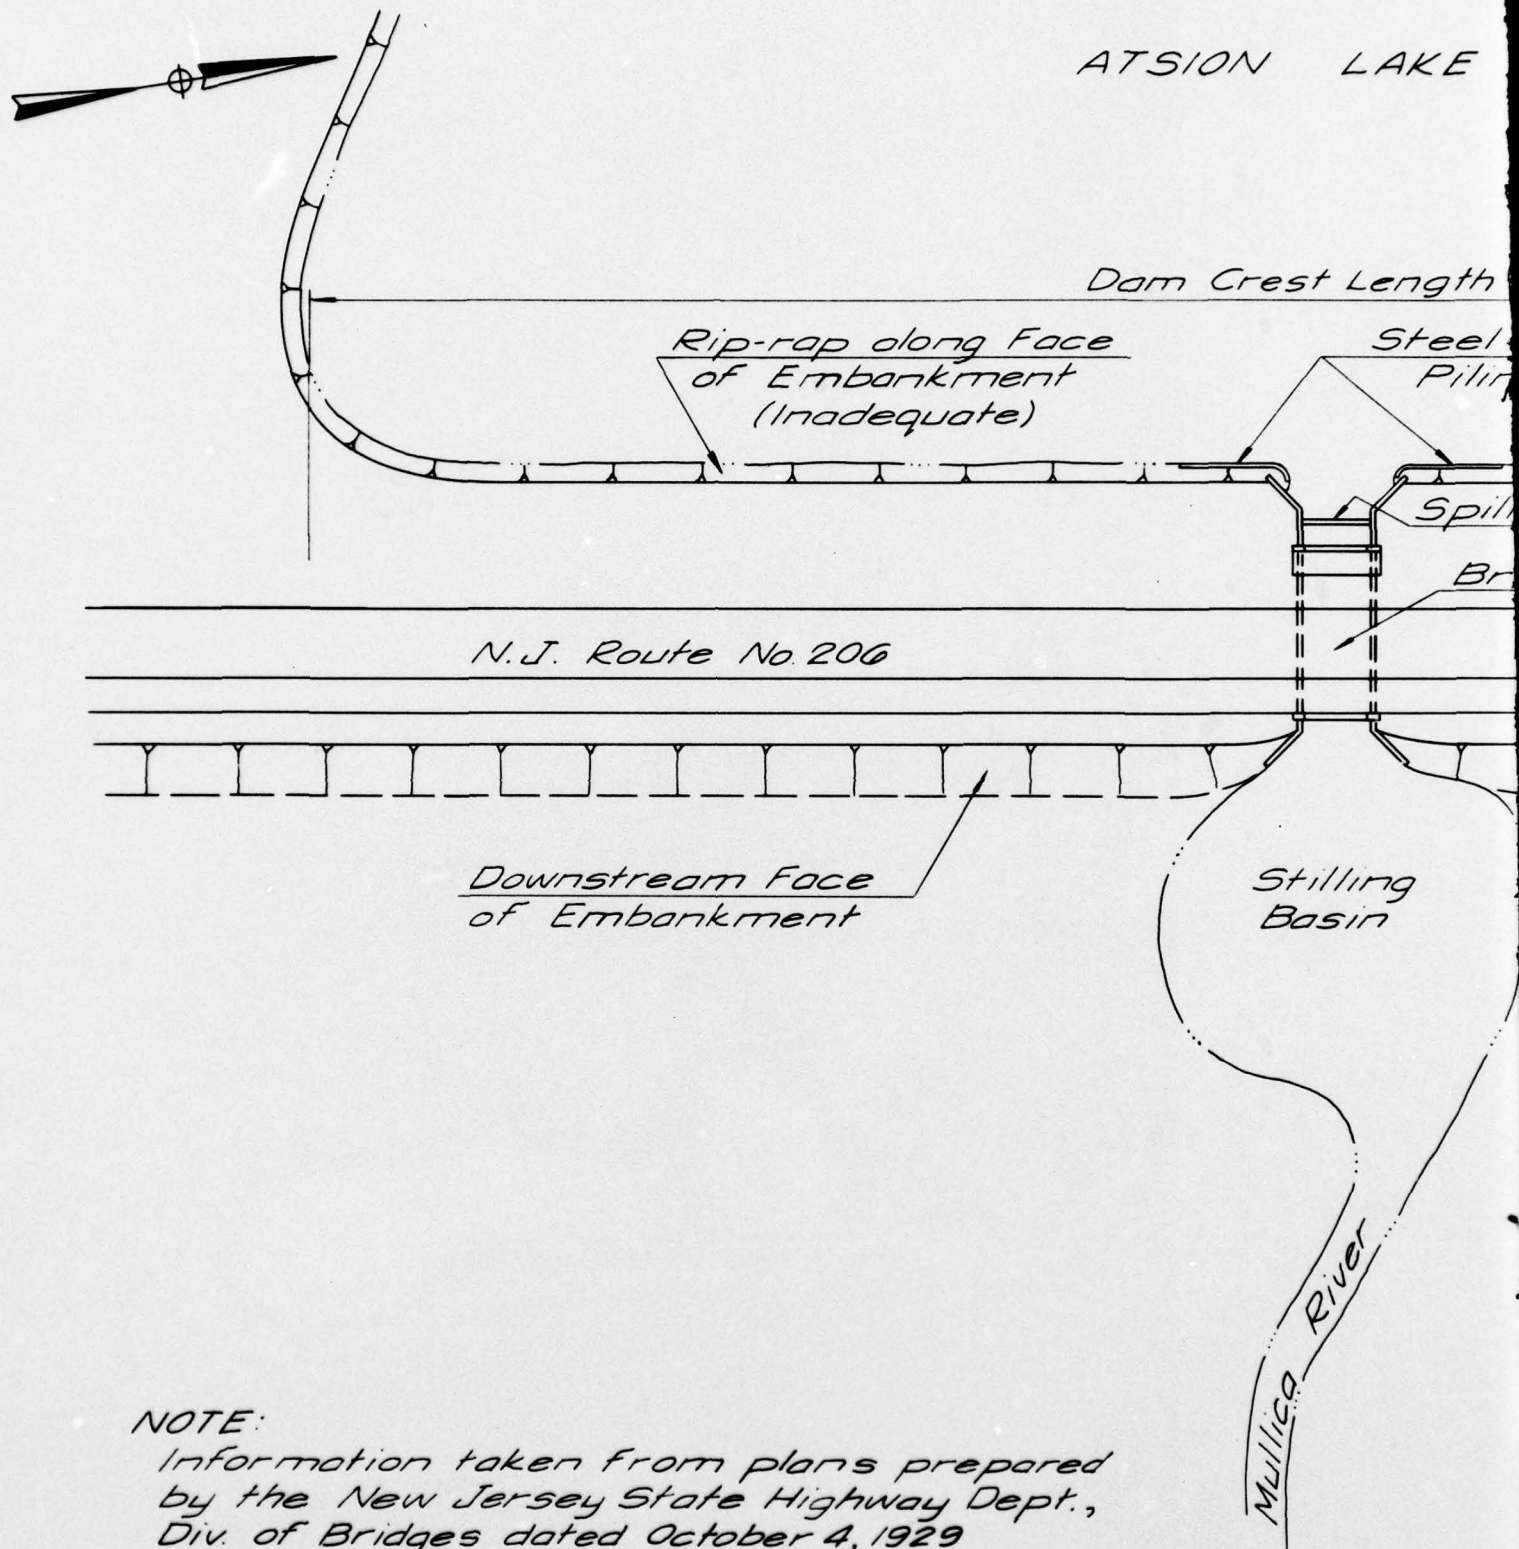 ATSION LAKE
Dam Crest Length
Rip-rap along Face
of Embankment
(Inadequate)
Steel
N.J. Route No. 206
Downstream Face
of Embankment
Stilling
Basin
Mullica River
NOTE:
Information taken from plans prepared
by the New Jersey State Highway Dept.,
Div. of Bridges dated October 4, 1929